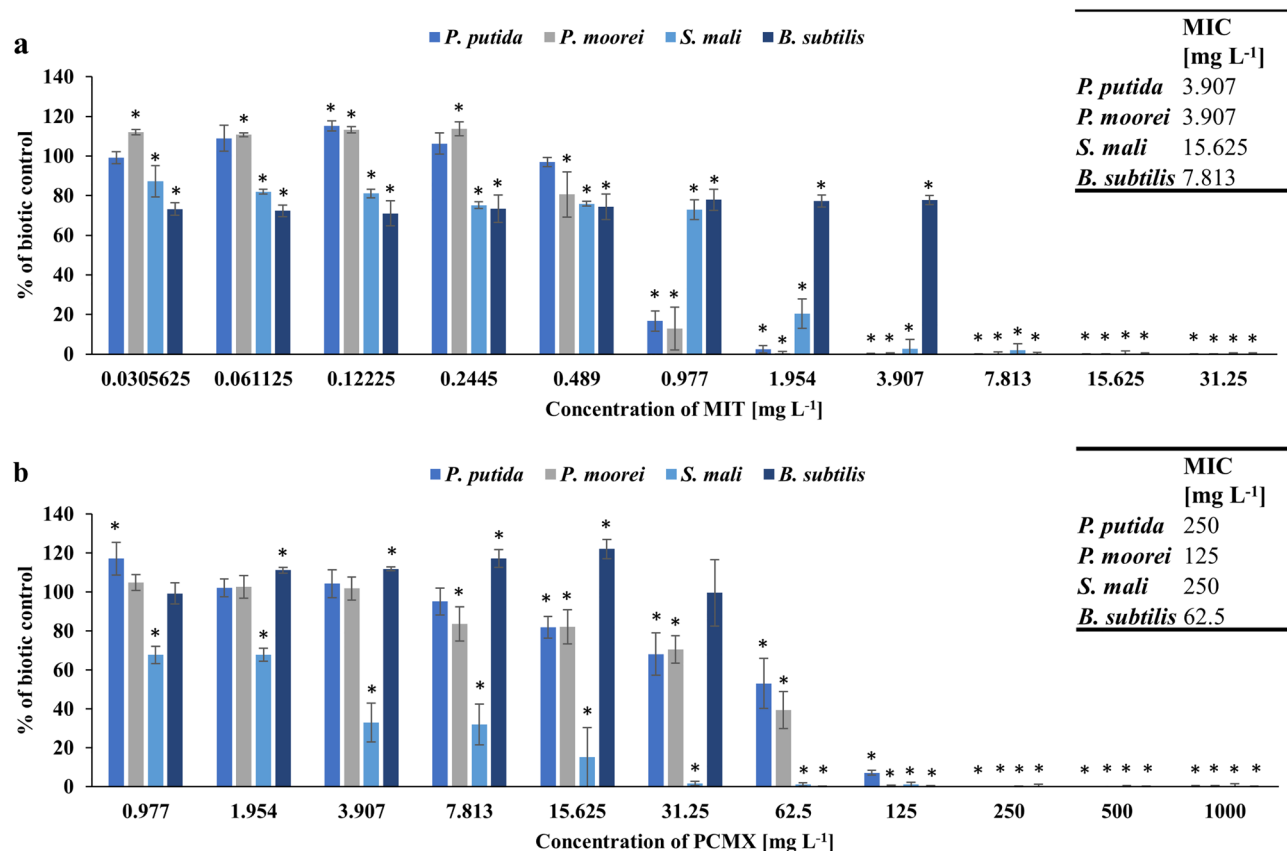 a
P. putida P. moorei S. mali B. subtilis
MIC
[mg L-1]
P. putida 3.907
P. moorei 3.907
S. mali 15.625
B. subtilis 7.813
% of biotic control
140
120
100
80
60
40
20
0
* * * * * * * * * * * * * * * * * * * * * * * * * * * * * * * * * * * * * *
0.0305625 0.061125 0.12225 0.2445 0.489 0.977 1.954 3.907 7.813 15.625 31.25
Concentration of MIT [mg L-1]
b
P. putida P. moorei S. mali B. subtilis
MIC
[mg L-1]
P. putida 250
P. moorei 125
S. mali 250
B. subtilis 62.5
% of biotic control
140
120
100
80
60
40
20
0
* * * * * * * * * * * * * * * * * * * * * * * * * * * * * * * * *
0.977 1.954 3.907 7.813 15.625 31.25 62.5 125 250 500 1000
Concentration of PCMX [mg L-1]